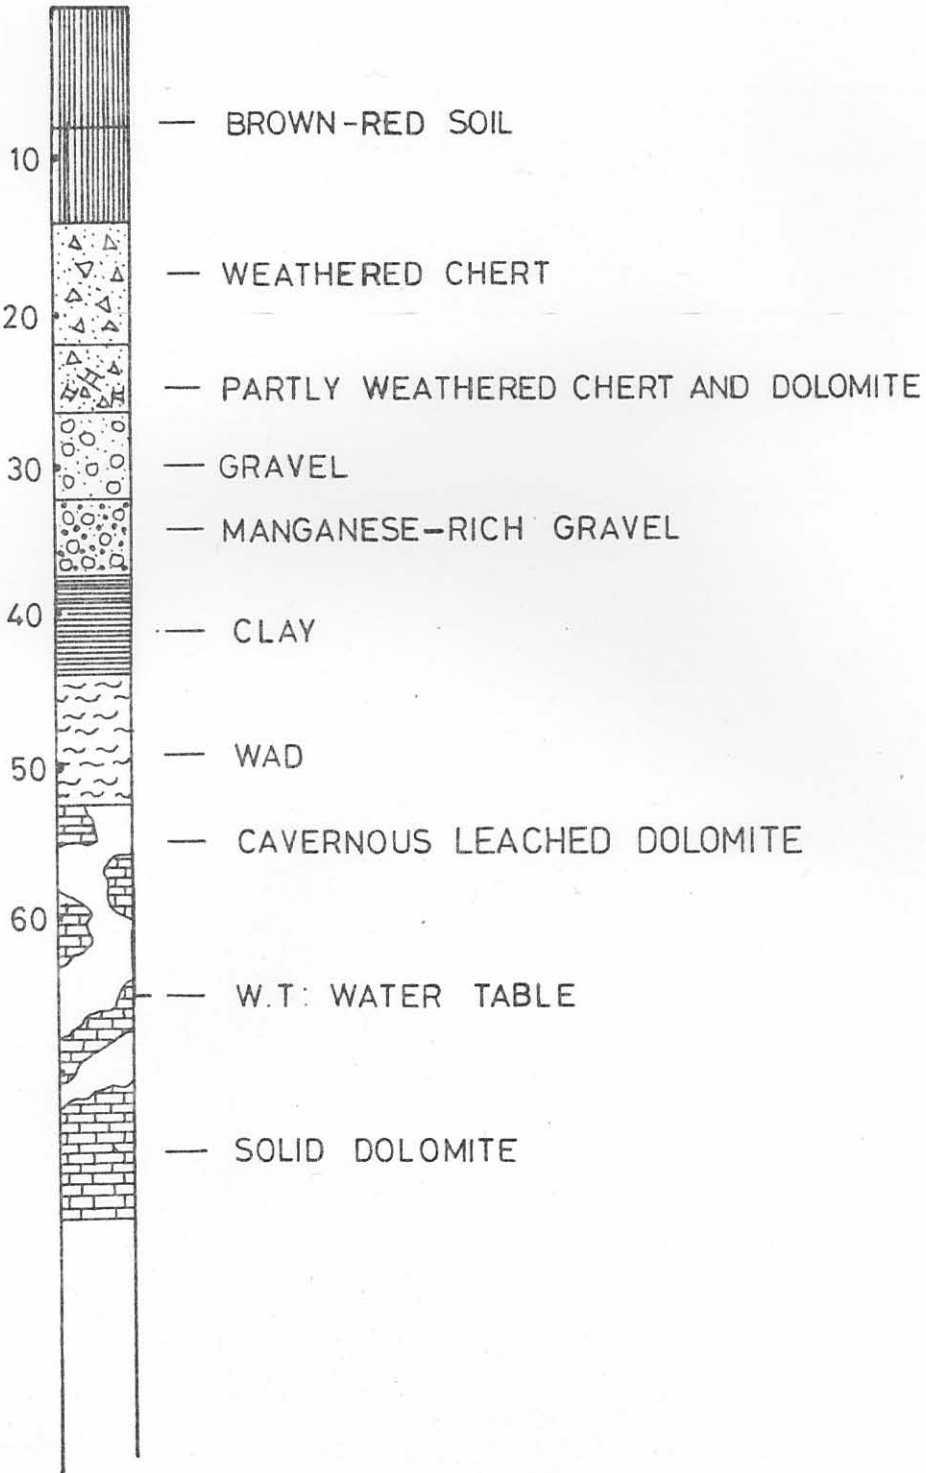 BROWN-RED SOIL
10
WEATHERED CHERT
20
PARTLY WEATHERED CHERT AND DOLOMITE
30
GRAVEL
MANGANESE-RICH GRAVEL
40
CLAY
WAD
50
CAVERNOUS LEACHED DOLOMITE
60
W.T: WATER TABLE
SOLID DOLOMITE